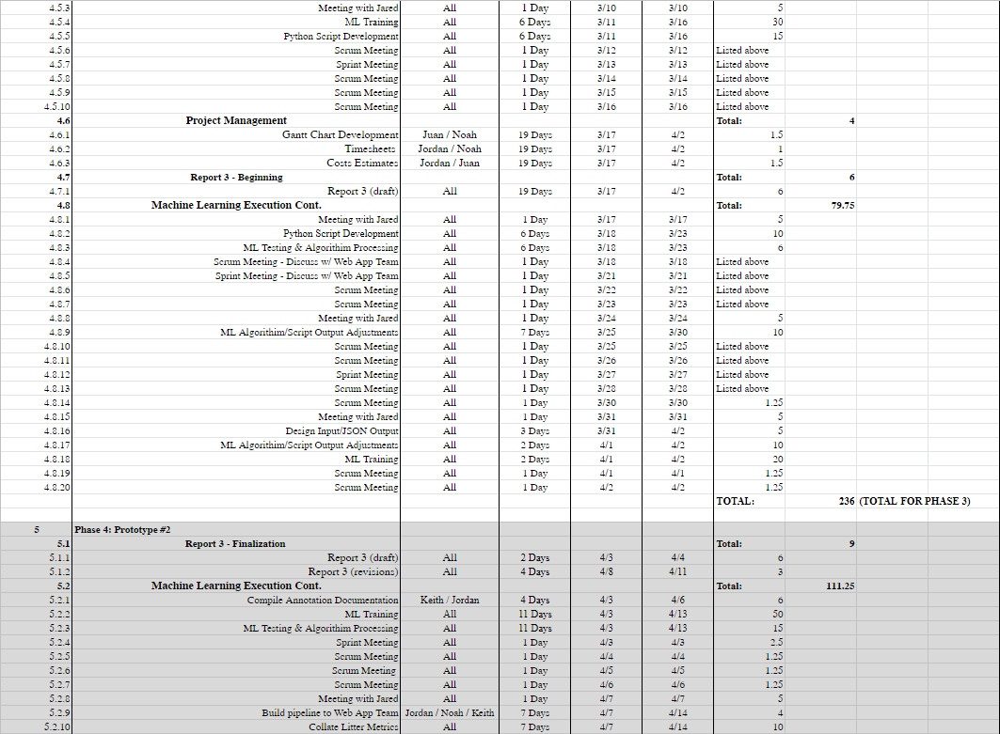 4.5.3 Meeting with Jared All 1 Day 3/10 3/10 5
4.5.4 ML Training All 6 Days 3/11 3/16 30
4.5.5 Python Script Development All 6 Days 3/11 3/16 15
4.5.6 Scrum Meeting All 1 Day 3/12 3/12 Listed above
4.5.7 Sprint Meeting All 1 Day 3/13 3/13 Listed above
4.5.8 Scrum Meeting All 1 Day 3/14 3/14 Listed above
4.5.9 Scrum Meeting All 1 Day 3/15 3/15 Listed above
4.5.10 Scrum Meeting All 1 Day 3/16 3/16 Listed above
4.6 Project Management Total: 4
4.6.1 Gantt Chart Development Juan / Noah 19 Days 3/17 4/2 1.5
4.6.2 Timesheets Jordan / Noah 19 Days 3/17 4/2 1
4.6.3 Costs Estimates Jordan / Juan 19 Days 3/17 4/2 1.5
4.7 Report 3 - Beginning Total: 6
4.7.1 Report 3 (draft) All 19 Days 3/17 4/2 6
4.8 Machine Learning Execution Cont. Total: 79.75
4.8.1 Meeting with Jared All 1 Day 3/17 3/17 5
4.8.2 Python Script Development All 6 Days 3/18 3/23 10
4.8.3 ML Testing & Algorithim Processing All 6 Days 3/18 3/23 6
4.8.4 Scrum Meeting - Discuss w/ Web App Team All 1 Day 3/18 3/18 Listed above
4.8.5 Sprint Meeting - Discuss w/ Web App Team All 1 Day 3/21 3/21 Listed above
4.8.6 Scrum Meeting All 1 Day 3/22 3/22 Listed above
4.8.7 Scrum Meeting All 1 Day 3/23 3/23 Listed above
4.8.8 Meeting with Jared All 1 Day 3/24 3/24 5
4.8.9 ML Algorithim/Script Output Adjustments All 7 Days 3/25 3/30 10
4.8.10 Scrum Meeting All 1 Day 3/25 3/25 Listed above
4.8.11 Scrum Meeting All 1 Day 3/26 3/26 Listed above
4.8.12 Sprint Meeting All 1 Day 3/27 3/27 Listed above
4.8.13 Scrum Meeting All 1 Day 3/28 3/28 Listed above
4.8.14 Scrum Meeting All 1 Day 3/30 3/30 1.25
4.8.15 Meeting with Jared All 1 Day 3/31 3/31 5
4.8.16 Design Input/JSON Output All 3 Days 3/31 4/2 5
4.8.17 ML Algorithim/Script Output Adjustments All 2 Days 4/1 4/2 10
4.8.18 ML Training All 2 Days 4/1 4/2 20
4.8.19 Scrum Meeting All 1 Day 4/1 4/1 1.25
4.8.20 Scrum Meeting All 1 Day 4/2 4/2 1.25
TOTAL: 236 (TOTAL FOR PHASE 3)
5 Phase 4: Prototype #2
5.1 Report 3 - Finalization Total: 9
5.1.1 Report 3 (draft) All 2 Days 4/3 4/4 6
5.1.2 Report 3 (revisions) All 4 Days 4/8 4/11 3
5.2 Machine Learning Execution Cont. Total: 111.25
5.2.1 Compile Annotation Documentation Keith / Jordan 4 Days 4/3 4/6 6
5.2.2 ML Training All 11 Days 4/3 4/13 50
5.2.3 ML Testing & Algorithim Processing All 11 Days 4/3 4/13 15
5.2.4 Sprint Meeting All 1 Day 4/3 4/3 2.5
5.2.5 Scrum Meeting All 1 Day 4/4 4/4 1.25
5.2.6 Scrum Meeting All 1 Day 4/5 4/5 1.25
5.2.7 Scrum Meeting All 1 Day 4/6 4/6 1.25
5.2.8 Meeting with Jared All 1 Day 4/7 4/7 5
5.2.9 Build pipeline to Web App Team Jordan / Noah / Keith 7 Days 4/7 4/14 4
5.2.10 Collate Litter Metrics All 7 Days 4/7 4/14 10